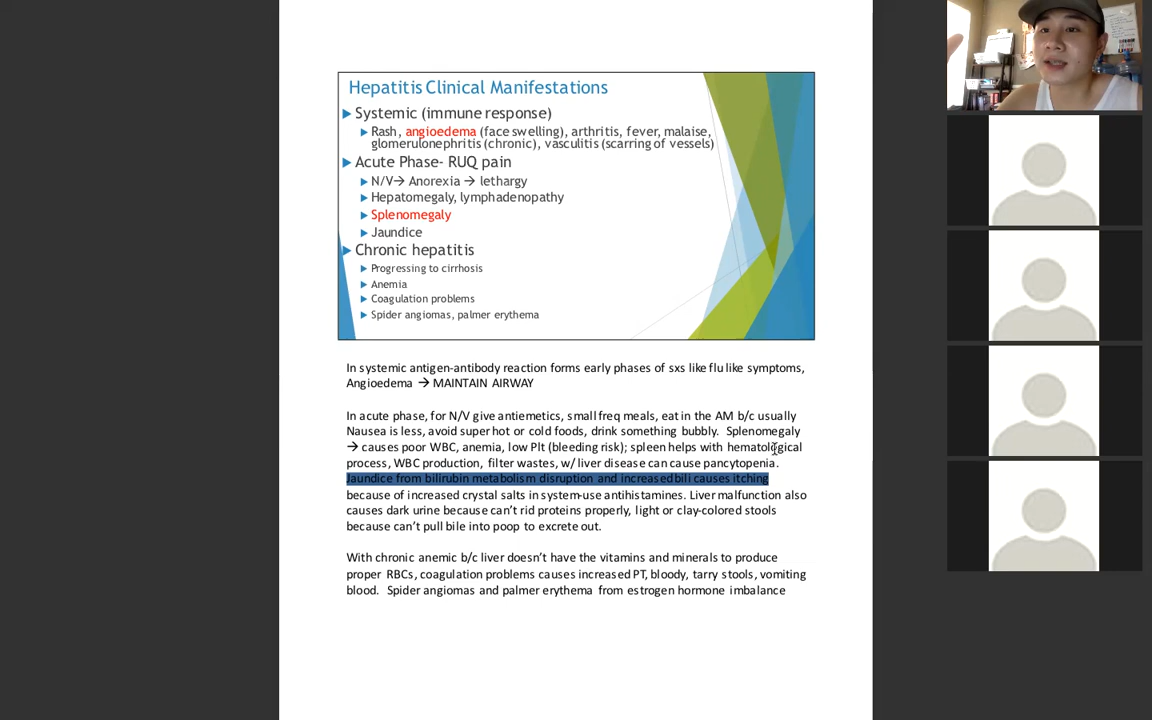 Hepatitis Clinical Manifestations
Systemic (immune response)
Rash, angioedema (face swelling), arthritis, fever, malaise,
glomerulonephritis (chronic), vasculitis (scarring of vessels)
Acute Phase- RUQ pain
N/V→ Anorexia → lethargy
Hepatomegaly, lymphadenopathy
Splenomegaly
Jaundice
Chronic hepatitis
Progressing to cirrhosis
Anemia
Coagulation problems
Spider angiomas, palmer erythema
In systemic antigen-antibody reaction forms early phases of sxs like flu like symptoms,
Angioedema → MAINTAIN AIRWAY
In acute phase, for N/V give antiemetics, small freq meals, eat in the AM b/c usually
Nausea is less, avoid super hot or cold foods, drink something bubbly. Splenomegaly
→ causes poor WBC, anemia, low Plt (bleeding risk); spleen helps with hematological
process, WBC production, filter wastes, w/ liver disease can cause pancytopenia.
Jaundice from bilirubin metabolism disruption and increased bili causes itching
because of increased crystal salts in system-use antihistamines. Liver malfunction also
causes dark urine because can't rid proteins properly, light or clay-colored stools
because can't pull bile into poop to excrete out.
With chronic anemic b/c liver doesn't have the vitamins and minerals to produce
proper RBCs, coagulation problems causes increased PT, bloody, tarry stools, vomiting
blood. Spider angiomas and palmer erythema from estrogen hormone imbalance